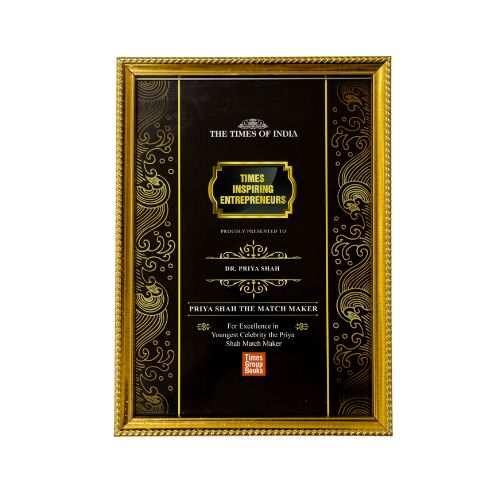 THE TIMES OF INDIA
TIMES
INSPIRING
ENTREPRENEURS
PROUDLY PRESENTED TO
DR. PRIYA SHAH
PRIYA SHAH THE MATCH MAKER
For Excellence in
Youngest Celebrity the Priya
Shah Match Maker
Times
Group
Books